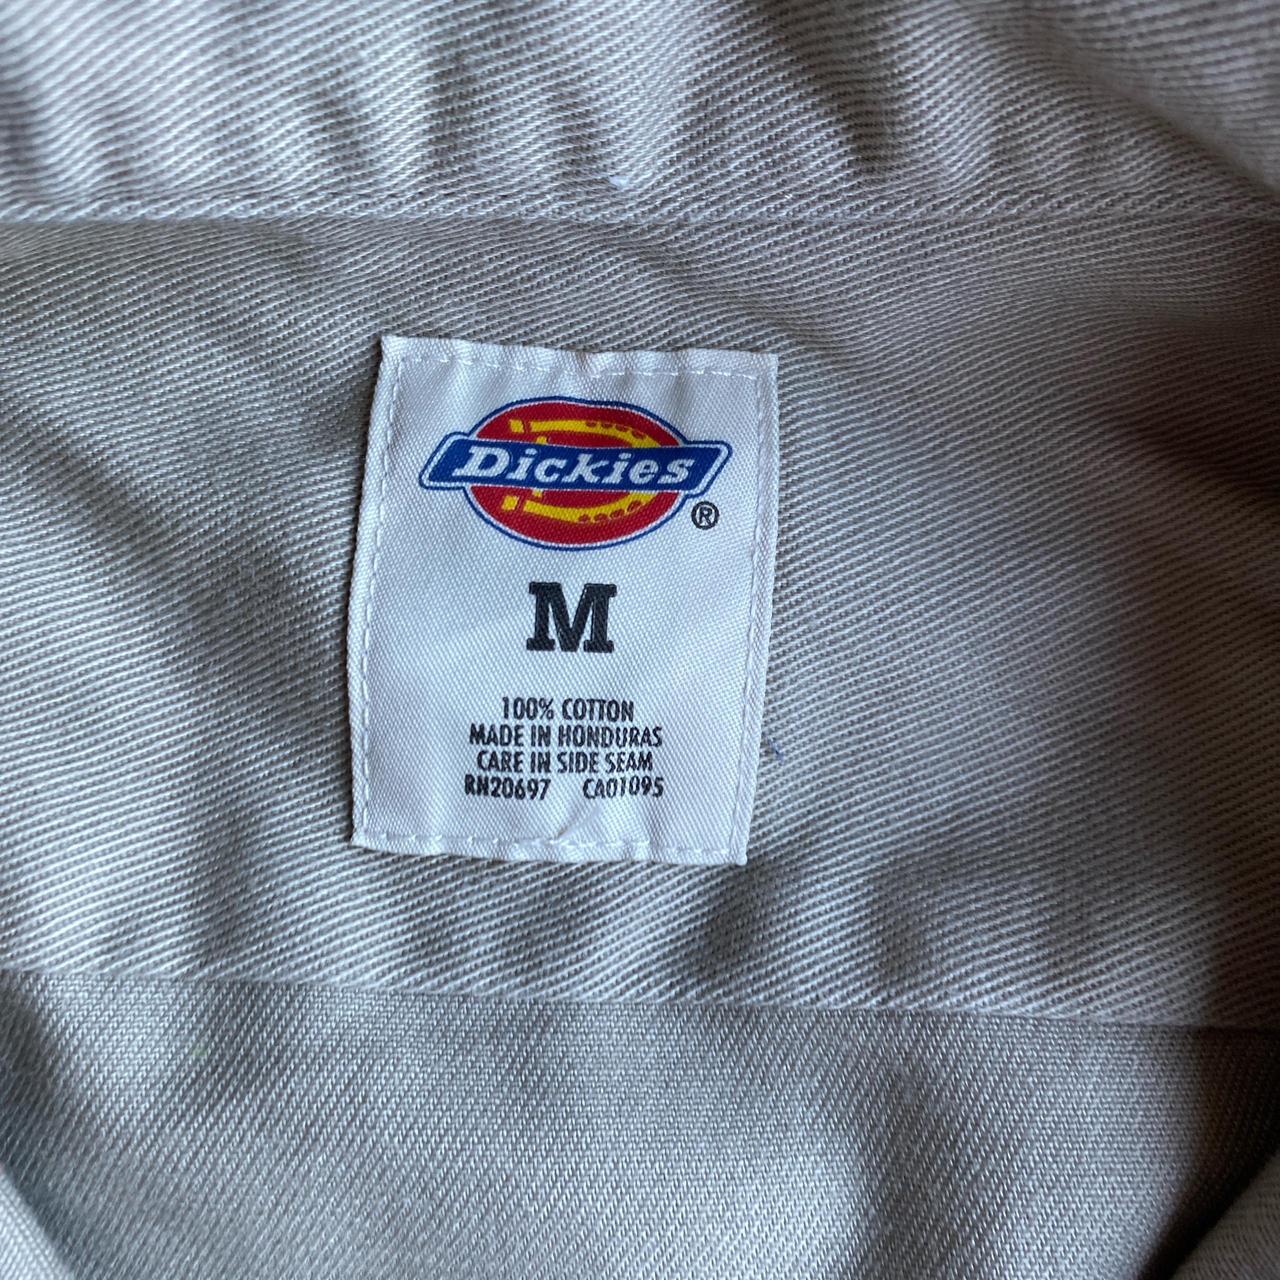 Dickies
®
M
100% COTTON
MADE IN HONDURAS
CARE IN SIDE SEAM
RN20697 CA01095